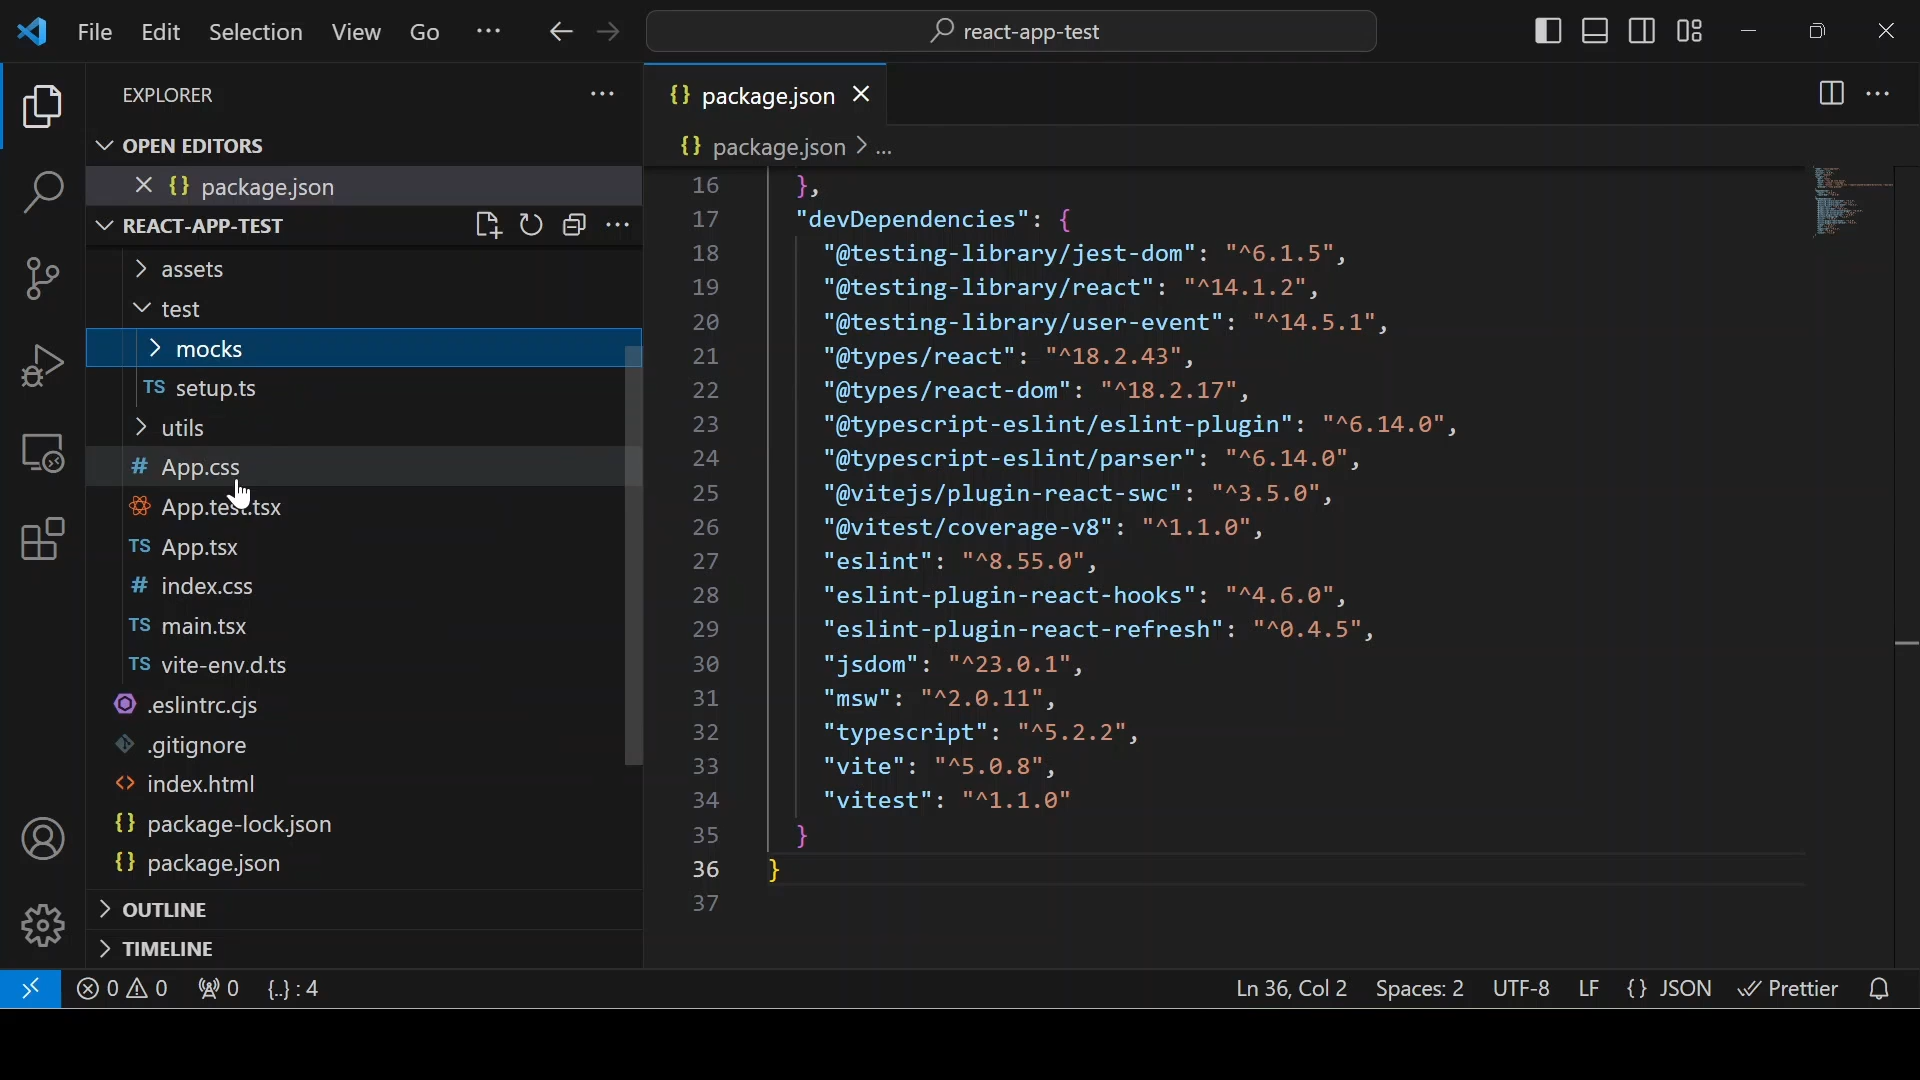 File Edit Selection View Go ··· react-app-test
EXPLORER
OPEN EDITORS
{} package.json
REACT-APP-TEST
assets
test
mocks
TS setup.ts
utils
# App.css
App.test.tsx
TS App.tsx
# index.css
TS main.tsx
TS vite-env.d.ts
.eslintrc.cjs
.gitignore
<> index.html
{} package-lock.json
{} package.json
OUTLINE
TIMELINE
{} package.json
{} package.json > ...
16 },
17 "devDependencies": {
18 "@testing-library/jest-dom": "^6.1.5",
19 "@testing-library/react": "^14.1.2",
20 "@testing-library/user-event": "^14.5.1",
21 "@types/react": "^18.2.43",
22 "@types/react-dom": "^18.2.17",
23 "@typescript-eslint/eslint-plugin": "^6.14.0",
24 "@typescript-eslint/parser": "^6.14.0",
25 "@vitejs/plugin-react-swc": "^3.5.0",
26 "@vitest/coverage-v8": "^1.1.0",
27 "eslint": "^8.55.0",
28 "eslint-plugin-react-hooks": "^4.6.0",
29 "eslint-plugin-react-refresh": "^0.4.5",
30 "jsdom": "^23.0.1",
31 "msw": "^2.0.11",
32 "typescript": "^5.2.2",
33 "vite": "^5.0.8",
34 "vitest": "^1.1.0"
35 }
36 }
37
0 0 0 {..} : 4 Ln 36, Col 2 Spaces: 2 UTF-8 LF {} JSON Prettier